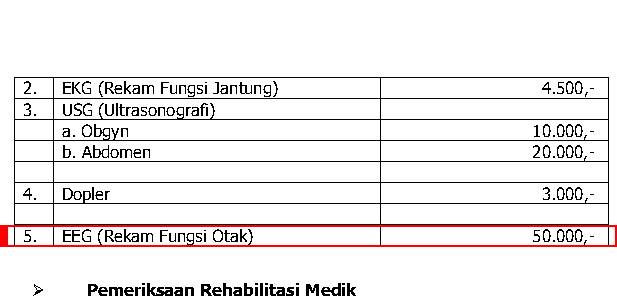 2. EKG (Rekam Fungsi Jantung) 4.500,-
3. USG (Ultrasonografi)
a. Obgyn 10.000,-
b. Abdomen 20.000,-
4. Dopler 3.000,-
5. EEG (Rekam Fungsi Otak) 50.000,-
➢ Pemeriksaan Rehabilitasi Medik